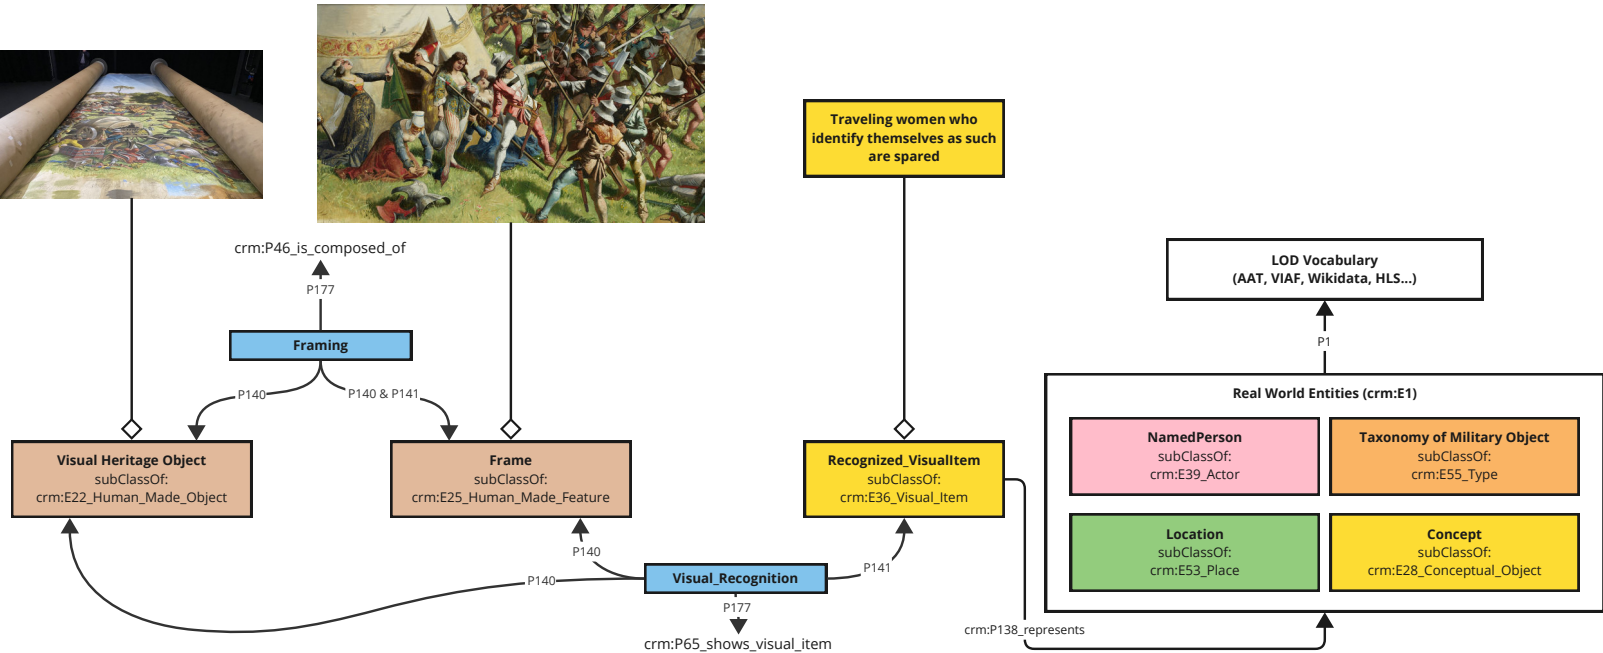 Traveling women who
identify themselves as such
are spared
crm:P46_is_composed_of
P177
Framing
P140
P140 & P141
LOD Vocabulary
(AAT, VIAF, Wikidata, HLS...)
P1
Real World Entities (crm:E1)
NamedPerson
subClassOf:
crm:E39_Actor
Taxonomy of Military Object
subClassOf:
crm:E55_Type
Location
subClassOf:
crm:E53_Place
Concept
subClassOf:
crm:E28_Conceptual_Object
Visual Heritage Object
subClassOf:
crm:E22_Human_Made_Object
Frame
subClassOf:
crm:E25_Human_Made_Feature
Recognized_VisualItem
subClassOf:
crm:E36_Visual_Item
P140
P140
Visual_Recognition
P141
P177
crm:P65_shows_visual_item
crm:P138_represents